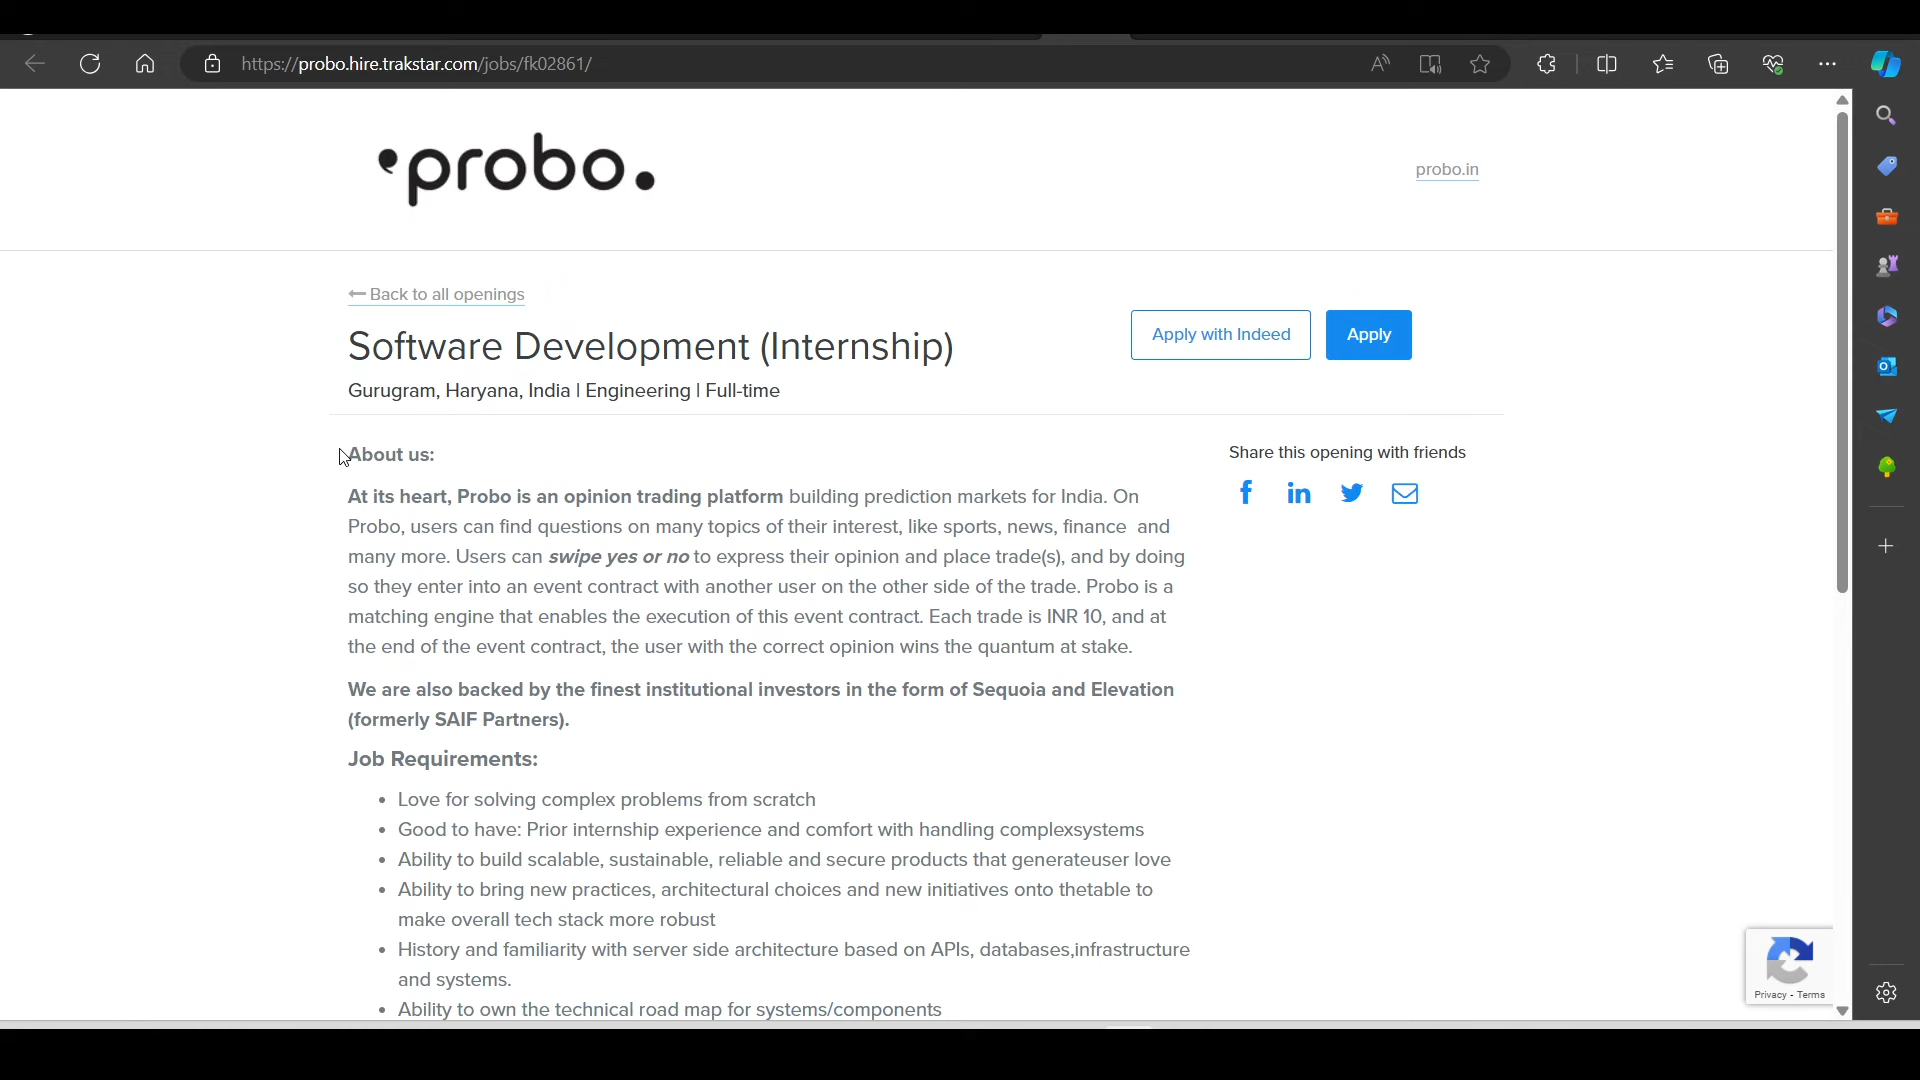 https://probo.hire.trakstar.com/jobs/fk02861/
probo.
probo.in
Back to all openings
Software Development (Internship)
Apply with Indeed
Apply
Gurugram, Haryana, India | Engineering | Full-time
About us:
Share this opening with friends
At its heart, Probo is an opinion trading platform building prediction markets for India. On
Probo, users can find questions on many topics of their interest, like sports, news, finance and
many more. Users can swipe yes or no to express their opinion and place trade(s), and by doing
so they enter into an event contract with another user on the other side of the trade. Probo is a
matching engine that enables the execution of this event contract. Each trade is INR 10, and at
the end of the event contract, the user with the correct opinion wins the quantum at stake.
We are also backed by the finest institutional investors in the form of Sequoia and Elevation
(formerly SAIF Partners).
Job Requirements:
• Love for solving complex problems from scratch
• Good to have: Prior internship experience and comfort with handling complexsystems
• Ability to build scalable, sustainable, reliable and secure products that generateuser love
• Ability to bring new practices, architectural choices and new initiatives onto thetable to
make overall tech stack more robust
• History and familiarity with server side architecture based on APIs, databases,infrastructure
and systems.
• Ability to own the technical road map for systems/components
Privacy - Terms